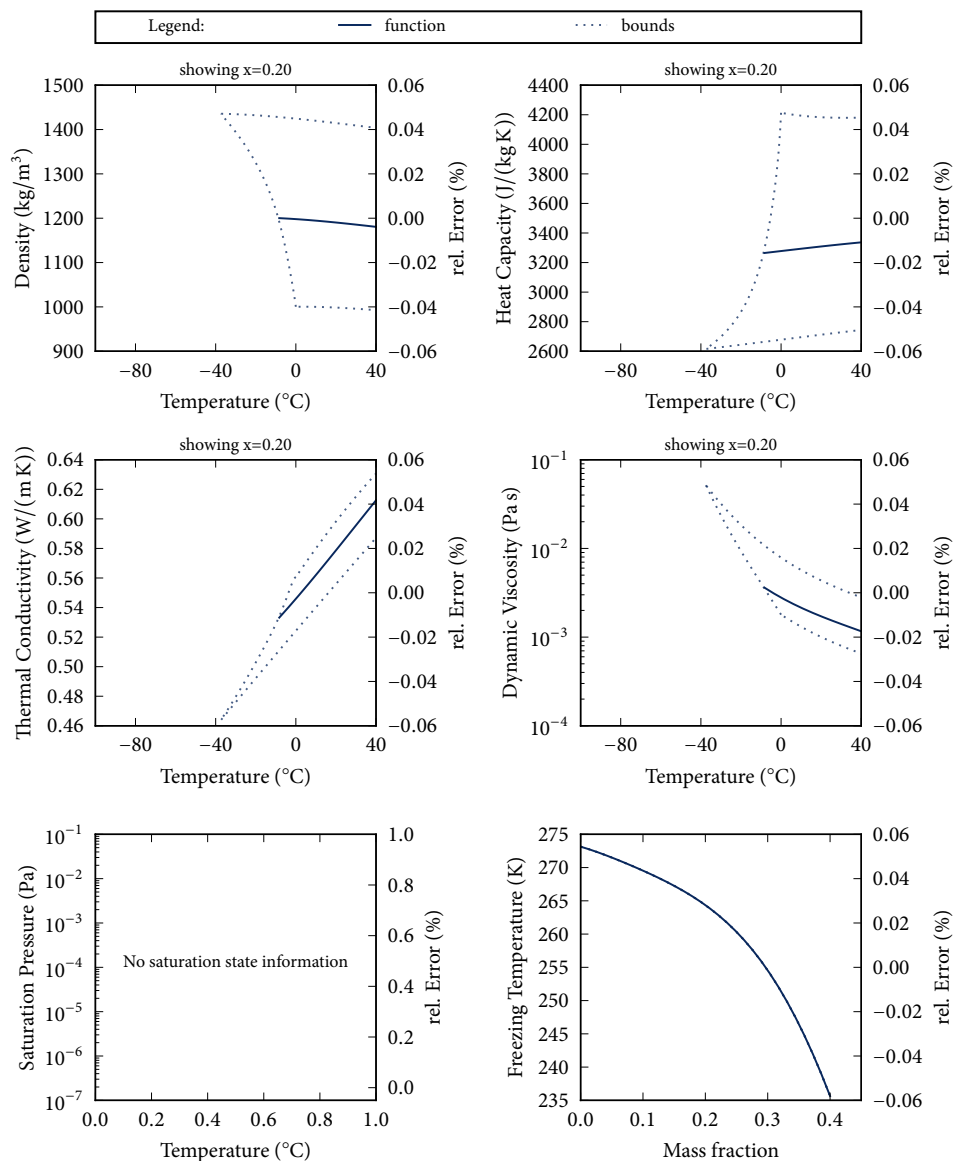 Legend: function bounds
showing x=0.20
1500
1400
1300
1200
1100
1000
900
Density (kg/m³)
0.06
0.04
0.02
0.00
−0.02
−0.04
−0.06
rel. Error (%)
−80 −40 0 40
Temperature (°C)
showing x=0.20
4400
4200
4000
3800
3600
3400
3200
3000
2800
2600
Heat Capacity (J/(kg K))
0.06
0.04
0.02
0.00
−0.02
−0.04
−0.06
rel. Error (%)
−80 −40 0 40
Temperature (°C)
showing x=0.20
0.64
0.62
0.60
0.58
0.56
0.54
0.52
0.50
0.48
0.46
Thermal Conductivity (W/(m K))
0.06
0.04
0.02
0.00
−0.02
−0.04
−0.06
rel. Error (%)
−80 −40 0 40
Temperature (°C)
showing x=0.20
10⁻¹
10⁻²
10⁻³
10⁻⁴
Dynamic Viscosity (Pa s)
0.06
0.04
0.02
0.00
−0.02
−0.04
−0.06
rel. Error (%)
−80 −40 0 40
Temperature (°C)
10⁻¹
10⁻²
10⁻³
10⁻⁴
10⁻⁵
10⁻⁶
10⁻⁷
Saturation Pressure (Pa)
No saturation state information
1.0
0.8
0.6
0.4
0.2
0.0
rel. Error (%)
0.0 0.2 0.4 0.6 0.8 1.0
Temperature (°C)
275
270
265
260
255
250
245
240
235
Freezing Temperature (K)
0.06
0.04
0.02
0.00
−0.02
−0.04
−0.06
rel. Error (%)
0.0 0.1 0.2 0.3 0.4
Mass fraction